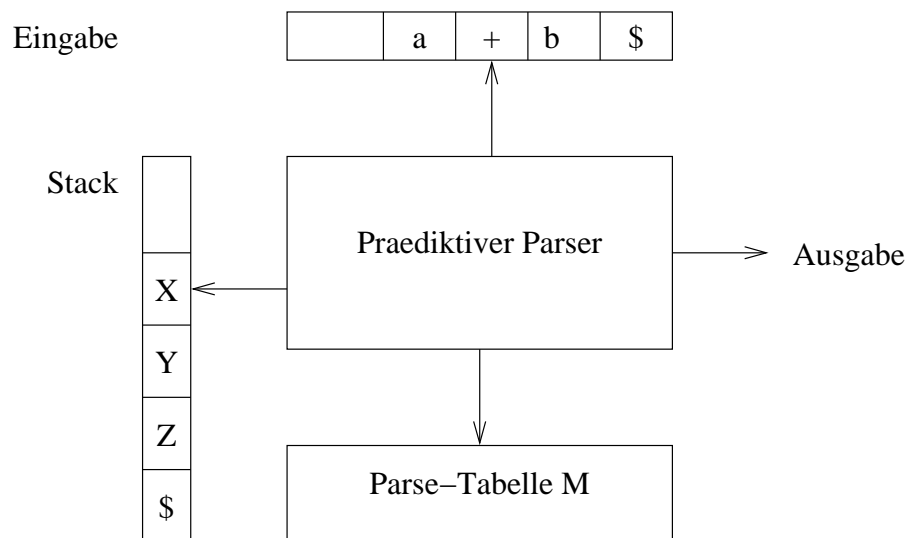 Eingabe a + b $
Stack
Praediktiver Parser
Ausgabe
X
Y
Z
Parse–Tabelle M
$